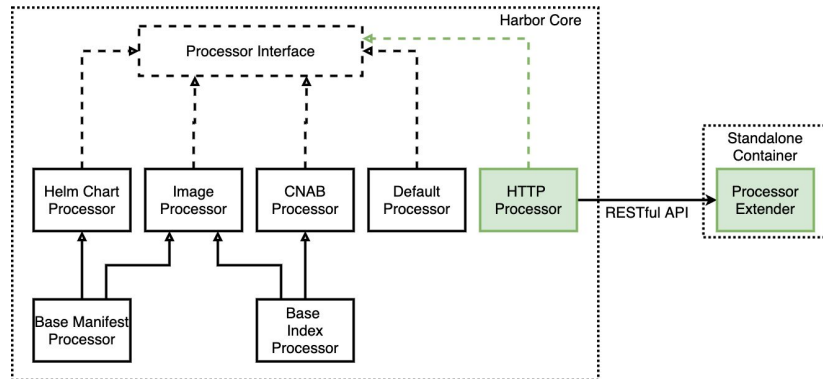 Harbor Core
Processor Interface
Standalone
Container
Helm Chart
Processor
Image
Processor
CNAB
Processor
Default
Processor
HTTP
Processor
RESTful API
Processor
Extender
Base Manifest
Processor
Base
Index
Processor